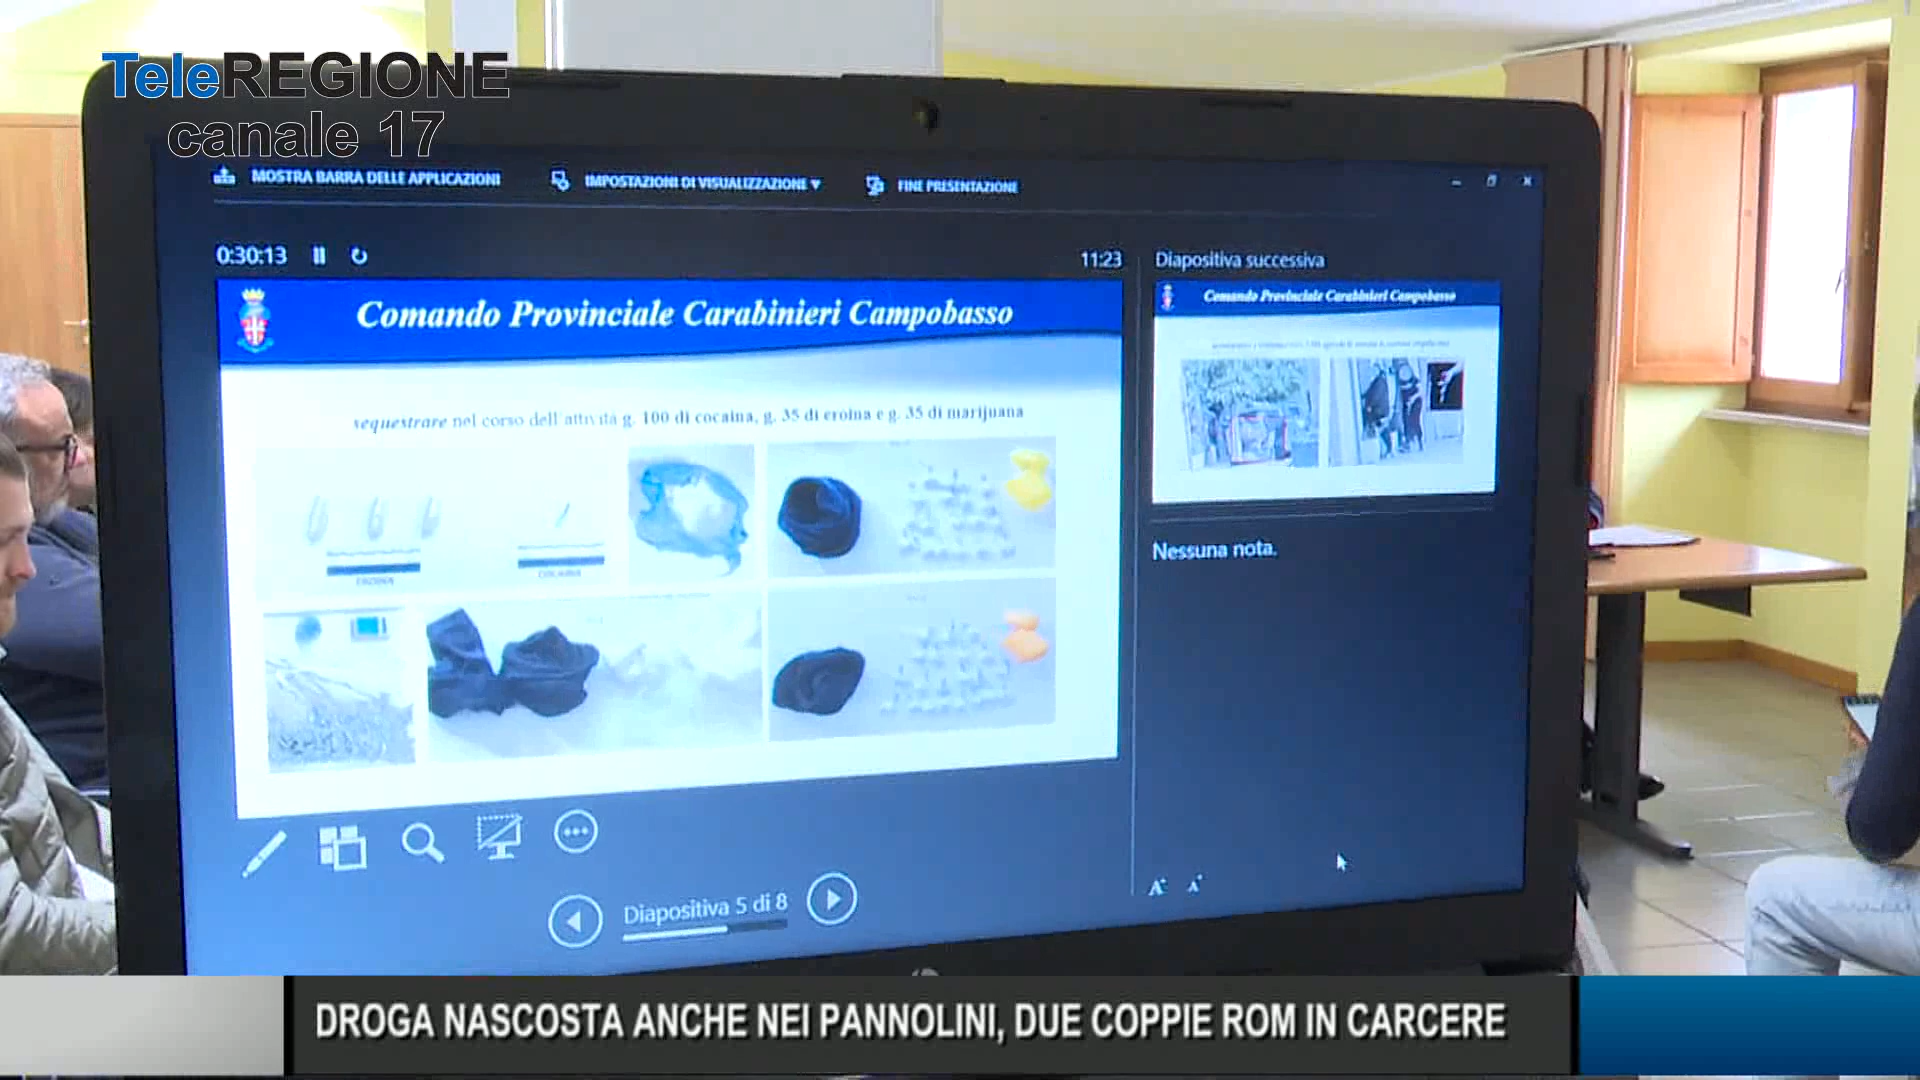 TeleREGIONE
canale 17
MOSTRA BARRA DELLE APPLICAZIONI
IMPOSTAZIONI DI VISUALIZZAZIONE
FINE PRESENTAZIONE
0:30:13
11:23
Diapositiva successiva
Comando Provinciale Carabinieri Campobasso
sequestrare nel corso dell'attività g. 100 di cocaina, g. 35 di eroina e g. 35 di marijuana
EROINA
COCAINA
Comando Provinciale Carabinieri Campobasso
Nessuna nota.
Diapositiva 5 di 8
A A
DROGA NASCOSTA ANCHE NEI PANNOLINI, DUE COPPIE ROM IN CARCERE